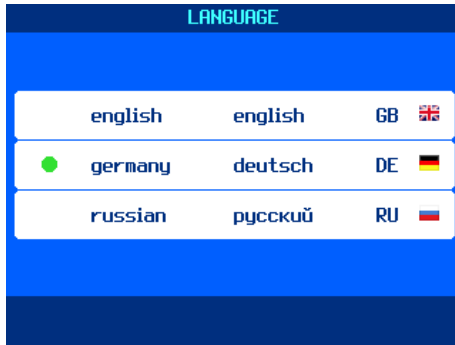 LANGUAGE
english english GB
germany deutsch DE
russian русский RU